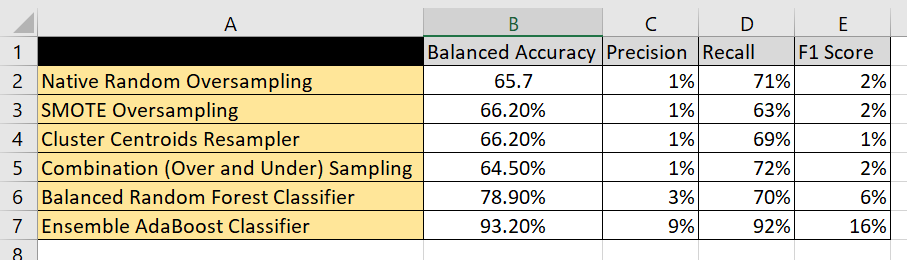 A B C D E
1 Balanced Accuracy Precision Recall F1 Score
2 Native Random Oversampling 65.7 1% 71% 2%
3 SMOTE Oversampling 66.20% 1% 63% 2%
4 Cluster Centroids Resampler 66.20% 1% 69% 1%
5 Combination (Over and Under) Sampling 64.50% 1% 72% 2%
6 Balanced Random Forest Classifier 78.90% 3% 70% 6%
7 Ensemble AdaBoost Classifier 93.20% 9% 92% 16%
8